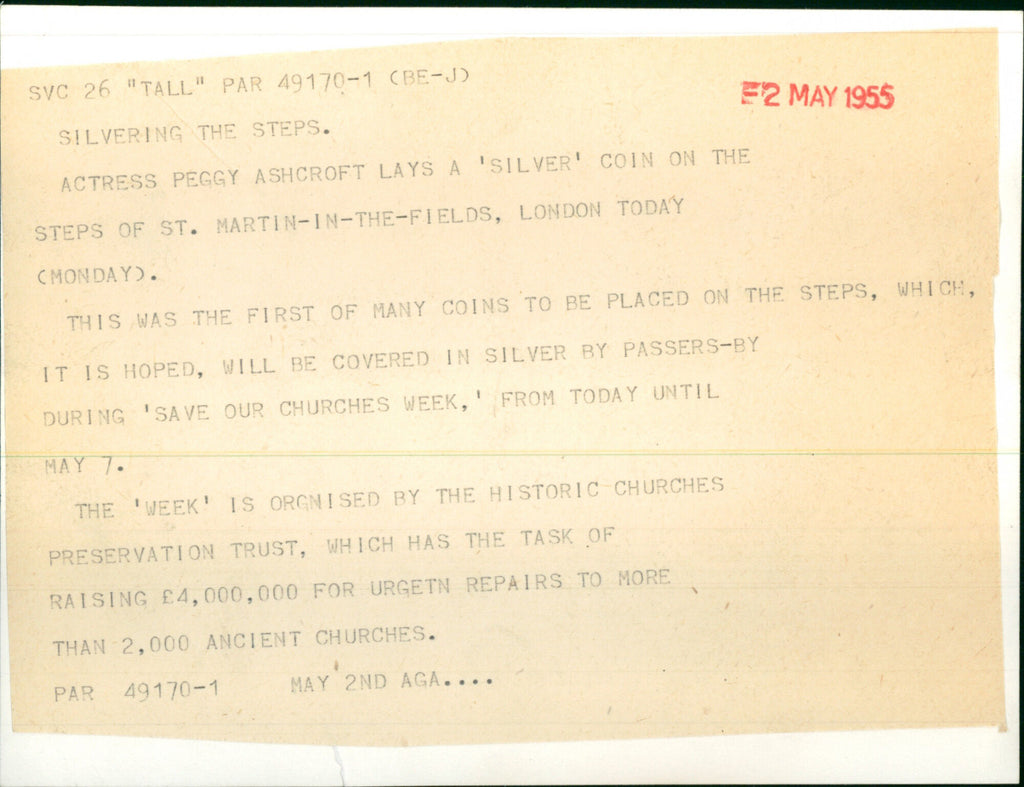 SVC 26 "TALL" PAR 49170-1 (BE-J)
2 MAY 1955
SILVERING THE STEPS.
ACTRESS PEGGY ASHCROFT LAYS A 'SILVER' COIN ON THE
STEPS OF ST. MARTIN-IN-THE-FIELDS, LONDON TODAY
(MONDAY).
THIS WAS THE FIRST OF MANY COINS TO BE PLACED ON THE STEPS, WHICH,
IT IS HOPED, WILL BE COVERED IN SILVER BY PASSERS-BY
DURING 'SAVE OUR CHURCHES WEEK,' FROM TODAY UNTIL
MAY 7.
THE 'WEEK' IS ORGNISED BY THE HISTORIC CHURCHES
PRESERVATION TRUST, WHICH HAS THE TASK OF
RAISING £4,000,000 FOR URGETN REPAIRS TO MORE
THAN 2,000 ANCIENT CHURCHES.
PAR 49170-1 MAY 2ND AGA....